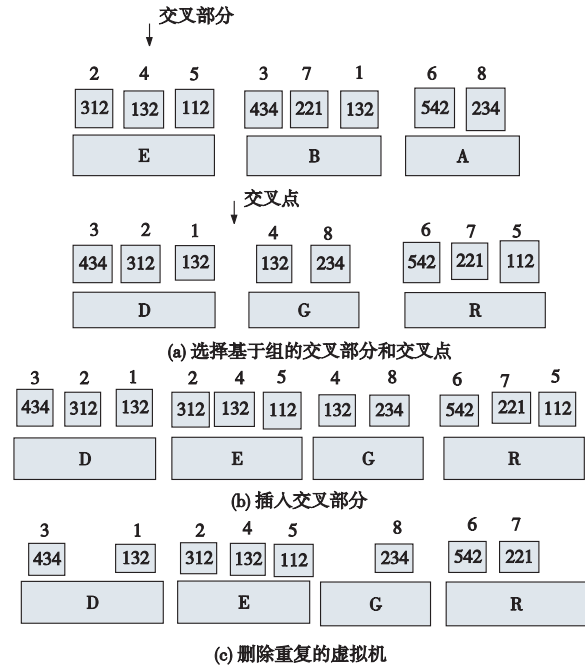 交叉部分
2 4 5 3 7 1 6 8
312 132 112 434 221 132 542 234
E B A
交叉点
3 2 1 4 8 6 7 5
434 312 132 132 234 542 221 112
D G R
(a) 选择基于组的交叉部分和交叉点
3 2 1 2 4 5 4 8 6 7 5
434 312 132 312 132 112 132 234 542 221 112
D E G R
(b) 插人交叉部分
3 1 2 4 5 8 6 7
434 132 312 132 112 234 542 221
D E G R
(c) 删除重复的虚拟机